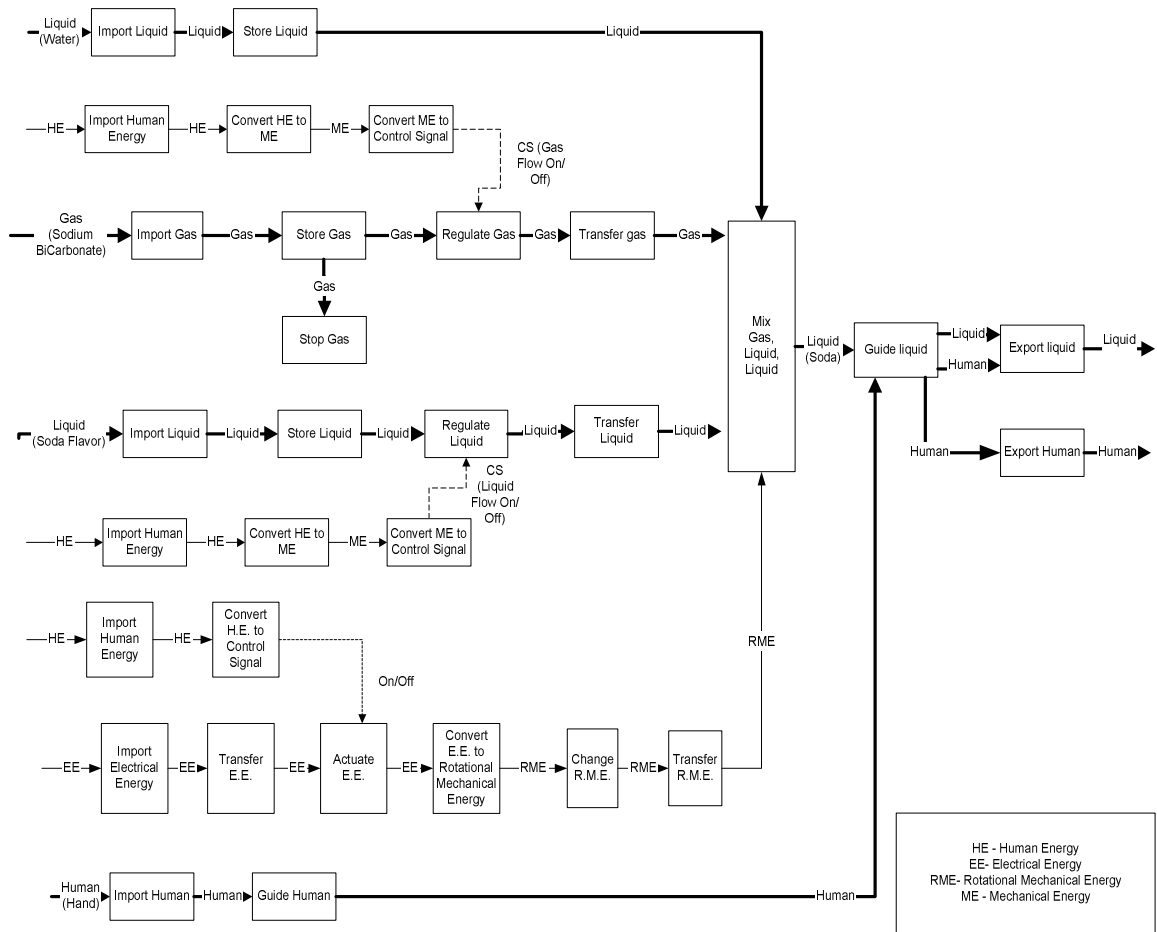 Liquid
(Water)
Import Liquid
Liquid
Store Liquid
Liquid
HE
Import Human
Energy
HE
Convert HE to
ME
ME
Convert ME to
Control Signal
CS (Gas
Flow On/
Off)
Gas
(Sodium
BiCarbonate)
Import Gas
Gas
Store Gas
Gas
Regulate Gas
Gas
Transfer gas
Gas
Gas
Stop Gas
Mix
Gas,
Liquid,
Liquid
Liquid
(Soda)
Guide liquid
Liquid
Human
Export liquid
Liquid
Human
Export Human
Human
Liquid
(Soda Flavor)
Import Liquid
Liquid
Store Liquid
Liquid
Regulate
Liquid
Liquid
Transfer
Liquid
Liquid
CS
(Liquid
Flow On/
Off)
HE
Import Human
Energy
HE
Convert HE to
ME
ME
Convert ME to
Control Signal
HE
Import
Human
Energy
HE
Convert
H.E. to
Control
Signal
On/Off
RME
EE
Import
Electrical
Energy
EE
Transfer
E.E.
EE
Actuate
E.E.
EE
Convert
E.E. to
Rotational
Mechanical
Energy
RME
Change
R.M.E.
RME
Transfer
R.M.E.
Human
(Hand)
Import Human
Human
Guide Human
Human
HE - Human Energy
EE- Electrical Energy
RME- Rotational Mechanical Energy
ME - Mechanical Energy